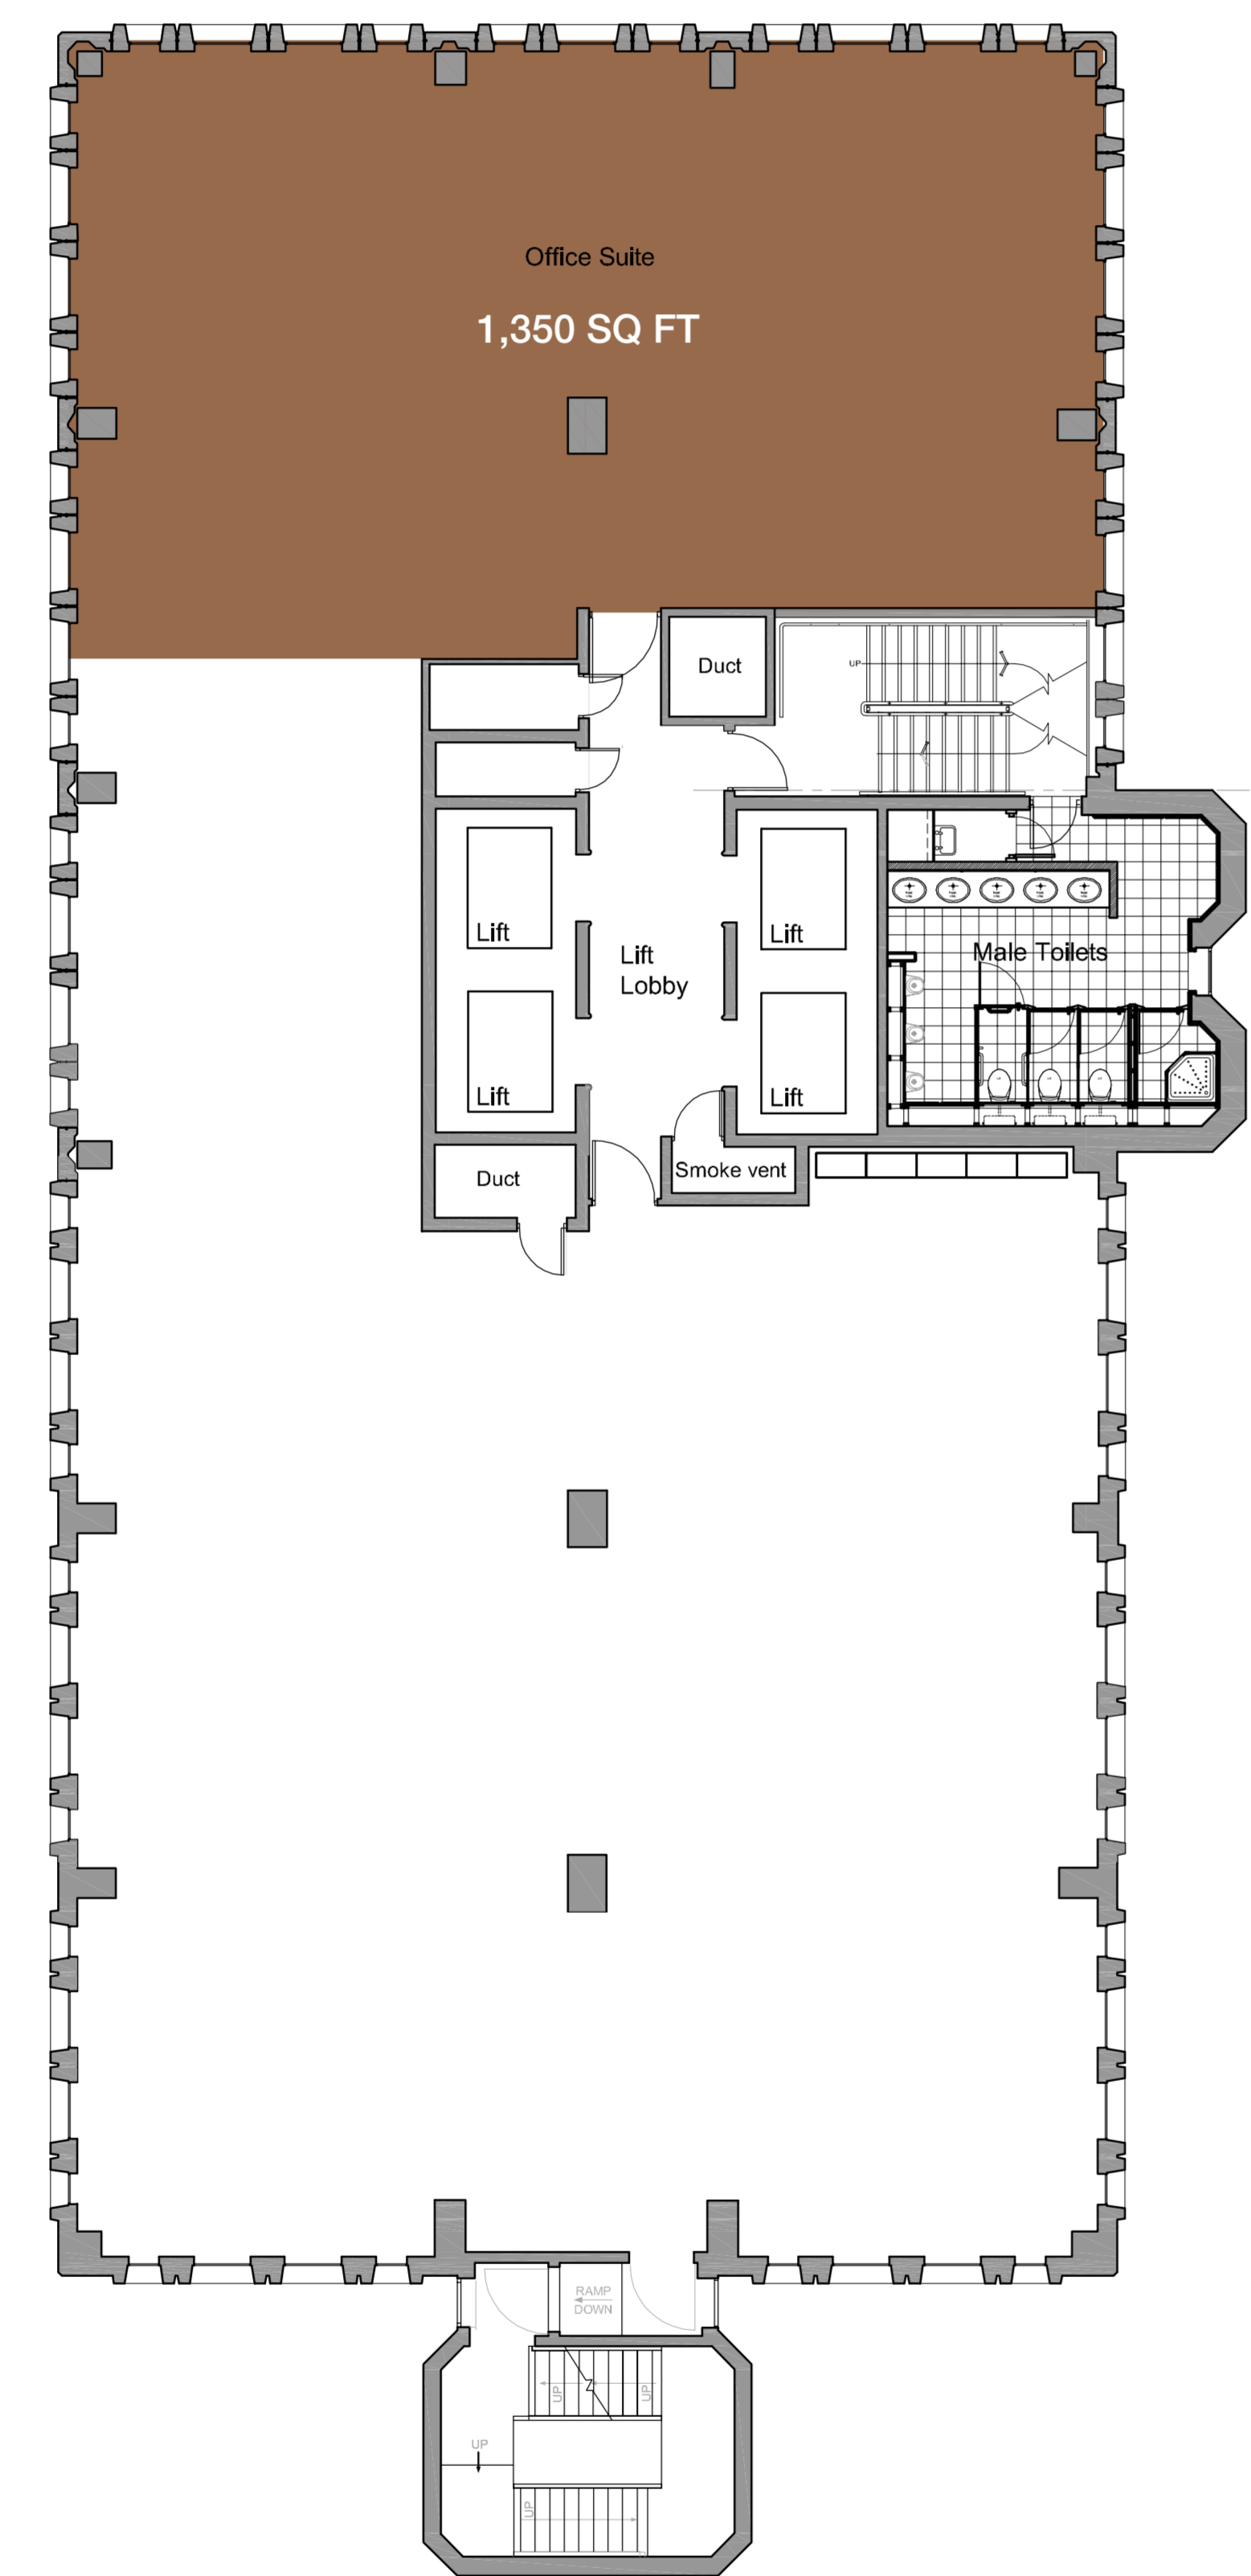 Office Suite
1,350 SQ FT
Duct
UP
Lift
Lift
Lift
Lobby
Male Toilets
Lift
Lift
Duct
Smoke vent
RAMP
DOWN
UP
UP
UP
UP